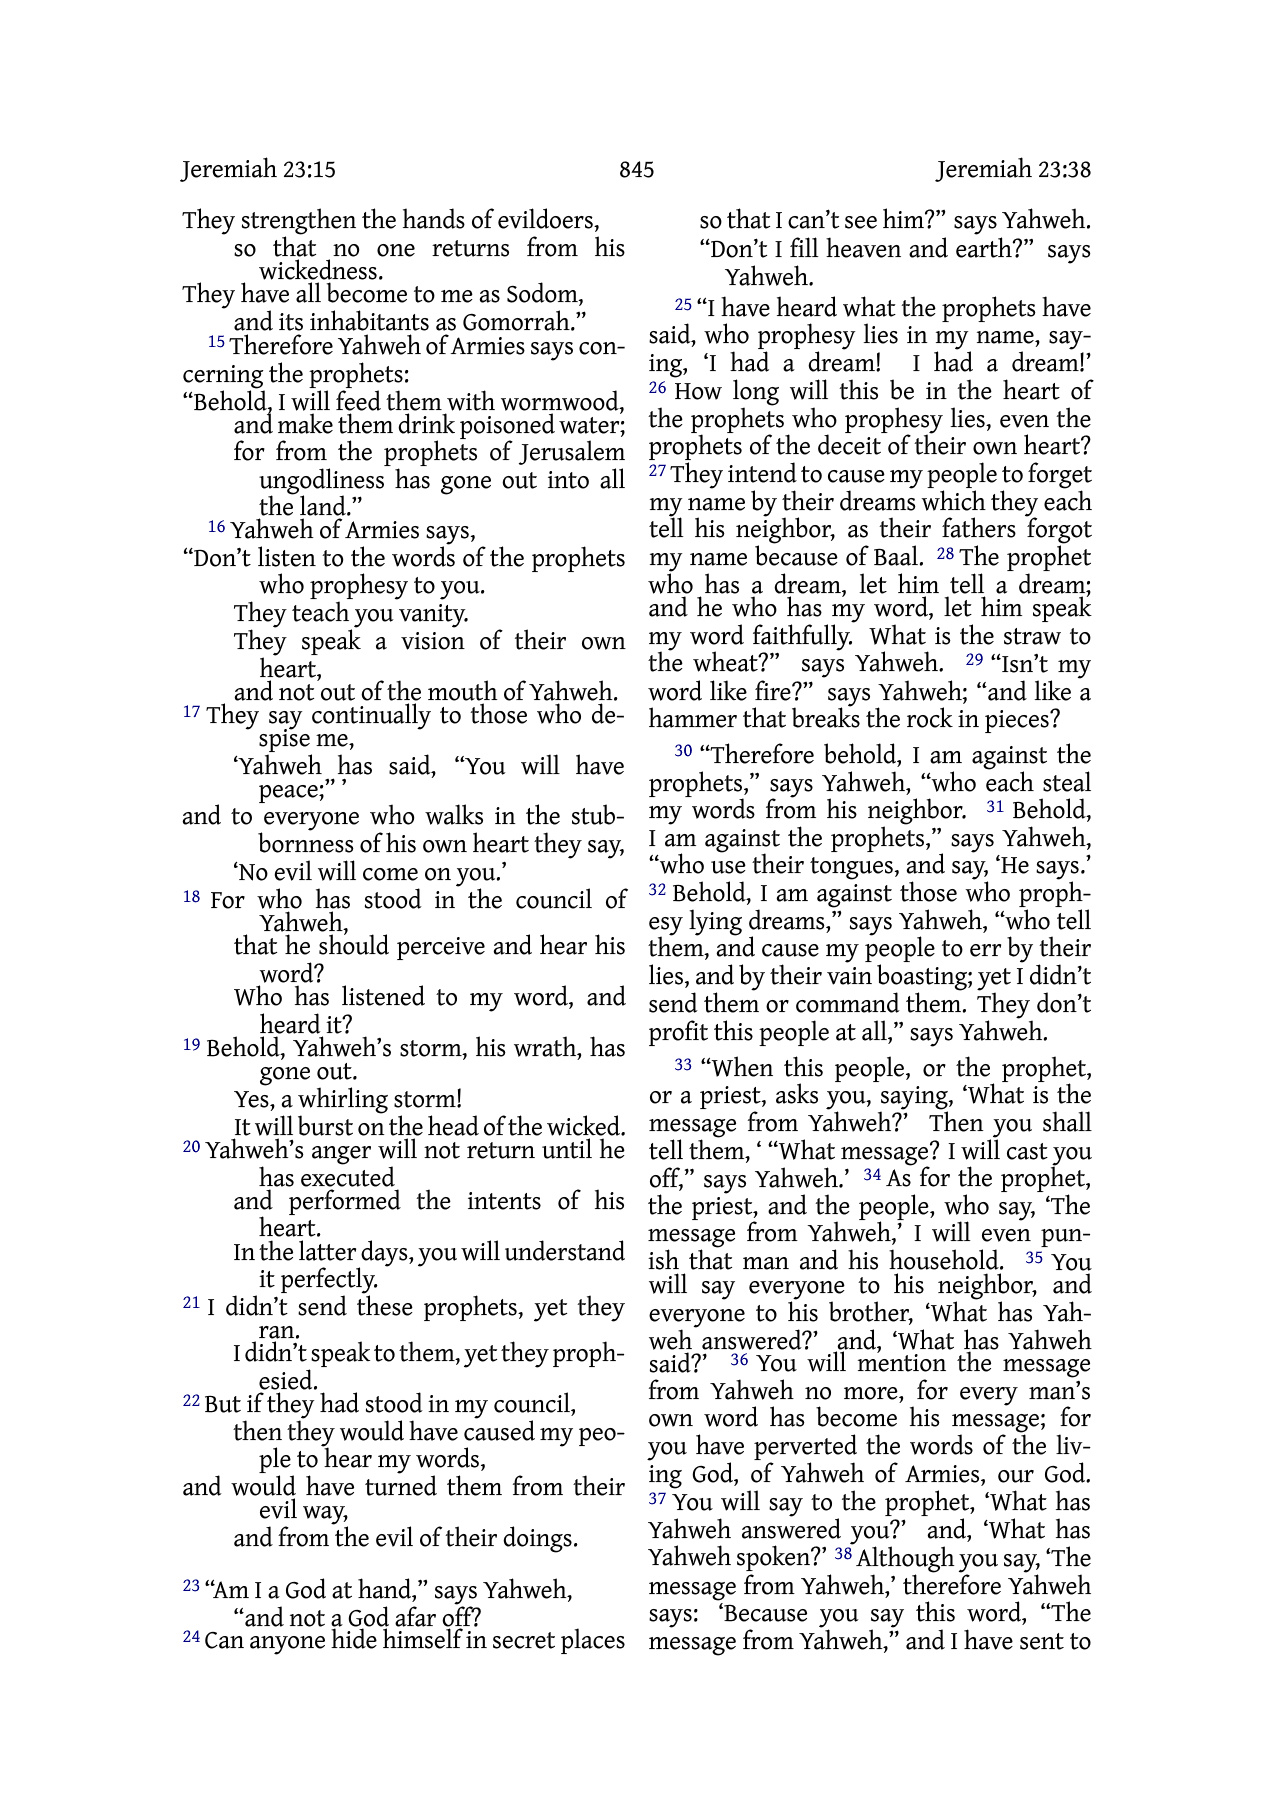 Jeremiah 23:15 845 Jeremiah 23:38
They strengthen the hands of evildoers,
so that no one returns from his
wickedness.
They have all become to me as Sodom,
and its inhabitants as Gomorrah.”
15 Therefore Yahweh of Armies says con-
cerning the prophets:
“Behold, I will feed them with wormwood,
and make them drink poisoned water;
for from the prophets of Jerusalem
ungodliness has gone out into all
the land.”
16 Yahweh of Armies says,
“Don’t listen to the words of the prophets
who prophesy to you.
They teach you vanity.
They speak a vision of their own
heart,
and not out of the mouth of Yahweh.
17 They say continually to those who de-
spise me,
‘Yahweh has said, “You will have
peace;” ’
and to everyone who walks in the stub-
bornness of his own heart they say,
‘No evil will come on you.’
18 For who has stood in the council of
Yahweh,
that he should perceive and hear his
word?
Who has listened to my word, and
heard it?
19 Behold, Yahweh’s storm, his wrath, has
gone out.
Yes, a whirling storm!
It will burst on the head of the wicked.
20 Yahweh’s anger will not return until he
has executed
and performed the intents of his
heart.
In the latter days, you will understand
it perfectly.
21 I didn’t send these prophets, yet they
ran.
I didn’t speak to them, yet they proph-
esied.
22 But if they had stood in my council,
then they would have caused my peo-
ple to hear my words,
and would have turned them from their
evil way,
and from the evil of their doings.
23 “Am I a God at hand,” says Yahweh,
“and not a God afar off?
24 Can anyone hide himself in secret places
so that I can’t see him?” says Yahweh.
“Don’t I fill heaven and earth?” says
Yahweh.
25 “I have heard what the prophets have
said, who prophesy lies in my name, say-
ing, ‘I had a dream! I had a dream!’
26 How long will this be in the heart of
the prophets who prophesy lies, even the
prophets of the deceit of their own heart?
27 They intend to cause my people to forget
my name by their dreams which they each
tell his neighbor, as their fathers forgot
my name because of Baal. 28 The prophet
who has a dream, let him tell a dream;
and he who has my word, let him speak
my word faithfully. What is the straw to
the wheat?” says Yahweh. 29 “Isn’t my
word like fire?” says Yahweh; “and like a
hammer that breaks the rock in pieces?
30 “Therefore behold, I am against the
prophets,” says Yahweh, “who each steal
my words from his neighbor. 31 Behold,
I am against the prophets,” says Yahweh,
“who use their tongues, and say, ‘He says.’
32 Behold, I am against those who proph-
esy lying dreams,” says Yahweh, “who tell
them, and cause my people to err by their
lies, and by their vain boasting; yet I didn’t
send them or command them. They don’t
profit this people at all,” says Yahweh.
33 “When this people, or the prophet,
or a priest, asks you, saying, ‘What is the
message from Yahweh?’ Then you shall
tell them, ‘ “What message? I will cast you
off,” says Yahweh.’ 34 As for the prophet,
the priest, and the people, who say, ‘The
message from Yahweh,’ I will even pun-
ish that man and his household. 35 You
will say everyone to his neighbor, and
everyone to his brother, ‘What has Yah-
weh answered?’ and, ‘What has Yahweh
said?’ 36 You will mention the message
from Yahweh no more, for every man’s
own word has become his message; for
you have perverted the words of the liv-
ing God, of Yahweh of Armies, our God.
37 You will say to the prophet, ‘What has
Yahweh answered you?’ and, ‘What has
Yahweh spoken?’ 38 Although you say, ‘The
message from Yahweh,’ therefore Yahweh
says: ‘Because you say this word, “The
message from Yahweh,” and I have sent to